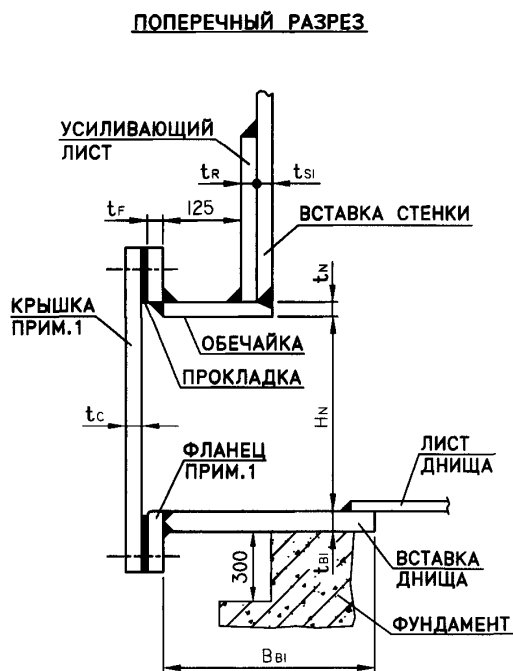 ПОПЕРЕЧНЫЙ РАЗРЕЗ
УСИЛИВАЮЩИЙ
ЛИСТ
tR
tSI
tF
125
ВСТАВКА СТЕНКИ
tN
КРЫШКА
ПРИМ.1
ОБЕЧАЙКА
ПРОКЛАДКА
tC
HN
ФЛАНЕЦ
ПРИМ.1
ЛИСТ
ДНИЩА
300
tBI
ВСТАВКА
ДНИЩА
ФУНДАМЕНТ
BBI